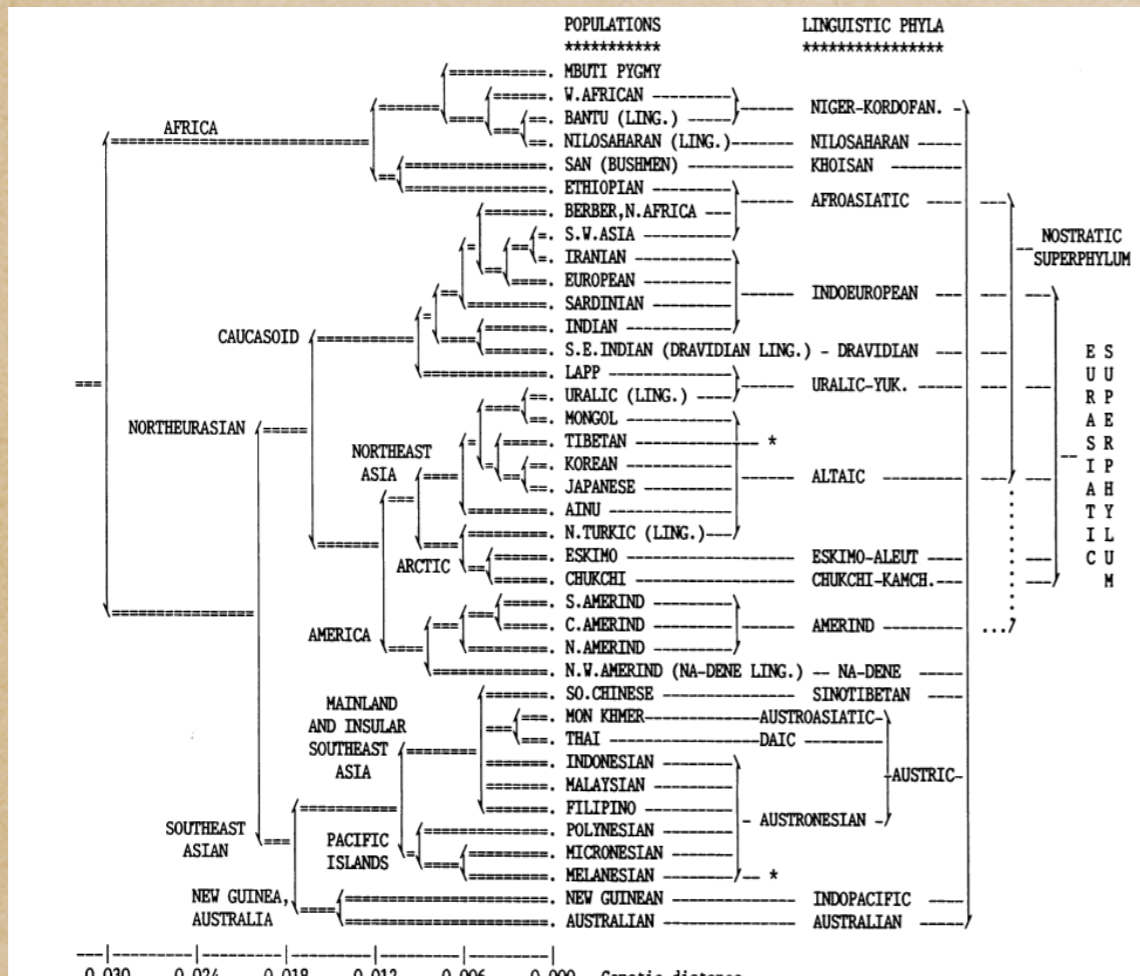 POPULATIONS LINGUISTIC PHYLA
*********** ****************
MBUTI PYGMY
W.AFRICAN
NIGER-KORDOFAN.
BANTU (LING.)
AFRICA
NILOSAHARAN (LING.) NILOSAHARAN
SAN (BUSHMEN) KHOISAN
ETHIOPIAN
AFROASIATIC
BERBER,N.AFRICA
S.W.ASIA
NOSTRATIC
SUPERPHYLUM
IRANIAN
EUROPEAN
INDOEUROPEAN
SARDINIAN
INDIAN
CAUCASOID
S.E.INDIAN (DRAVIDIAN LING.) - DRAVIDIAN
LAPP
URALIC-YUK.
URALIC (LING.)
MONGOL
NORTHEURASIAN
TIBETAN *
NORTHEAST
ASIA
KOREAN
ALTAIC
JAPANESE
AINU
N.TURKIC (LING.)
ARCTIC
ESKIMO ESKIMO-ALEUT
CHUKCHI CHUKCHI-KAMCH.
EURASIATIC
SUPERPHYLUM
S.AMERIND
C.AMERIND AMERIND
AMERICA
N.AMERIND
N.W.AMERIND (NA-DENE LING.) -- NA-DENE
SO.CHINESE SINOTIBETAN
MAINLAND
AND INSULAR
SOUTHEAST
ASIA
MON KHMER AUSTROASIATIC
THAI DAIC
INDONESIAN
AUSTRIC
MALAYSIAN
FILIPINO
AUSTRONESIAN
SOUTHEAST
ASIAN
POLYNESIAN
PACIFIC
ISLANDS
MICRONESIAN
MELANESIAN *
NEW GUINEA,
AUSTRALIA
NEW GUINEAN INDOPACIFIC
AUSTRALIAN AUSTRALIAN
0.030 0.024 0.018 0.012 0.006 0.000 Genetic distance